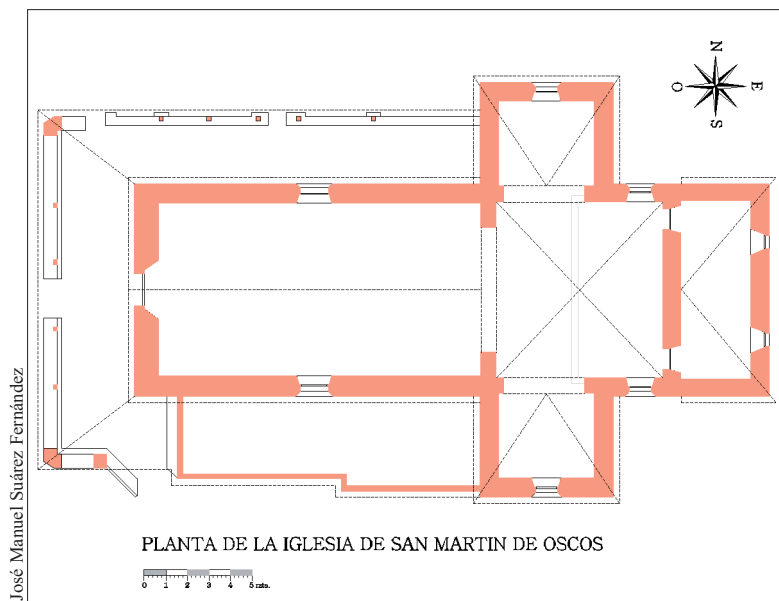 N
O
E
S
José Manuel Suárez Fernández
PLANTA DE LA IGLESIA DE SAN MARTIN DE OSCOS
0 1 2 3 4 5 mts.